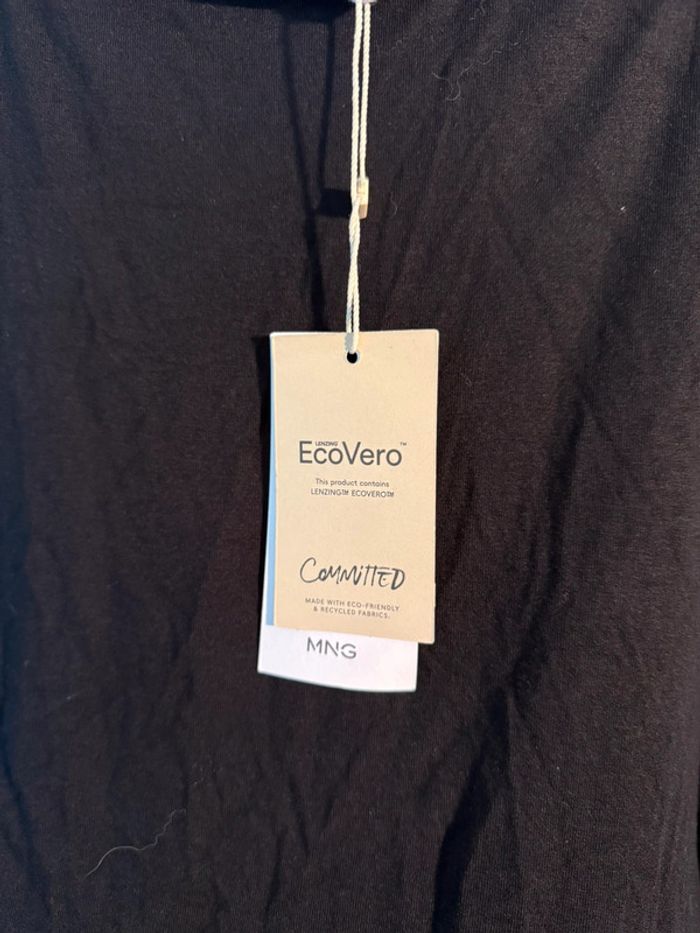 LENZING
EcoVero™
This product contains
LENZING™ ECOVERO™
COMMITTED
MADE WITH ECO-FRIENDLY
& RECYCLED FABRICS.
MNG